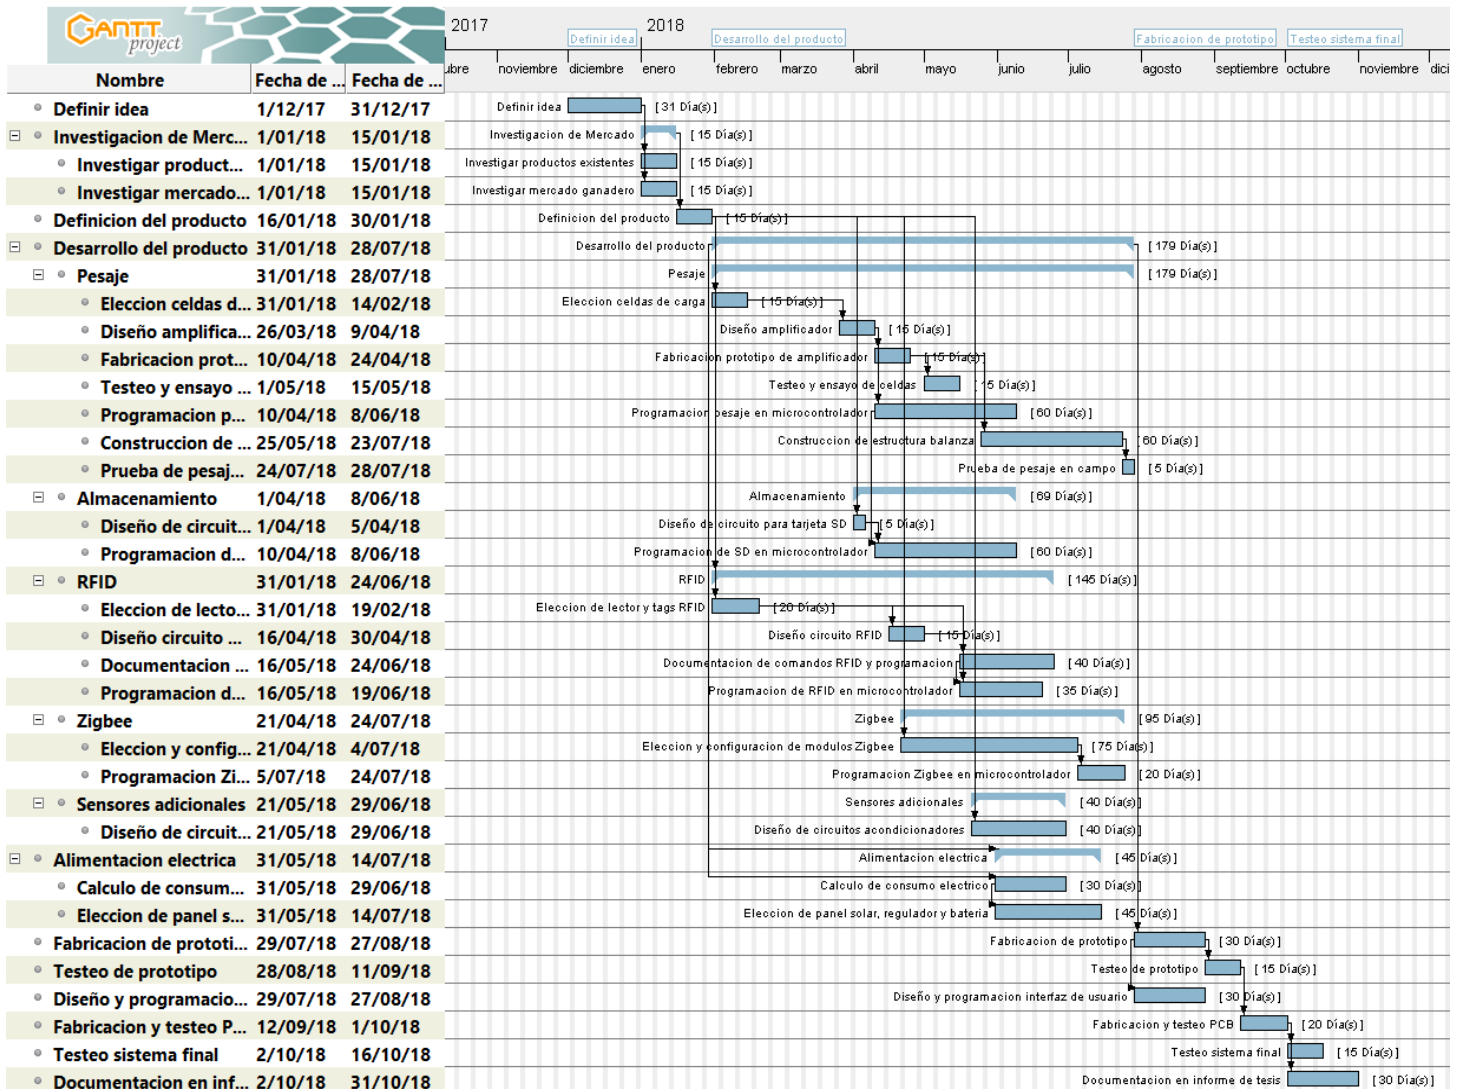 GANTT
project
2017
2018
Definir idea
Desarrollo del producto
Fabricacion de prototipo
Testeo sistema final
Nombre Fecha de ... Fecha de ...
ubre noviembre diciembre enero febrero marzo abril mayo junio julio agosto septiembre octubre noviembre dici
Definir idea 1/12/17 31/12/17 Definir idea [ 31 Día(s) ]
Investigacion de Merc... 1/01/18 15/01/18 Investigacion de Mercado [ 15 Día(s) ]
Investigar product... 1/01/18 15/01/18 Investigar productos existentes [ 15 Día(s) ]
Investigar mercado... 1/01/18 15/01/18 Investigar mercado ganadero [ 15 Día(s) ]
Definicion del producto 16/01/18 30/01/18 Definicion del producto [ 15 Día(s) ]
Desarrollo del producto 31/01/18 28/07/18 Desarrollo del producto [ 179 Día(s) ]
Pesaje 31/01/18 28/07/18 Pesaje [ 179 Día(s) ]
Eleccion celdas d... 31/01/18 14/02/18 Eleccion celdas de carga [ 15 Día(s) ]
Diseño amplifica... 26/03/18 9/04/18 Diseño amplificador [ 15 Día(s) ]
Fabricacion prot... 10/04/18 24/04/18 Fabricacion prototipo de amplificador [ 15 Día(s) ]
Testeo y ensayo ... 1/05/18 15/05/18 Testeo y ensayo de celdas [ 15 Día(s) ]
Programacion p... 10/04/18 8/06/18 Programacion pesaje en microcontrolador [ 60 Día(s) ]
Construccion de ... 25/05/18 23/07/18 Construccion de estructura balanza [ 60 Día(s) ]
Prueba de pesaj... 24/07/18 28/07/18 Prueba de pesaje en campo [ 5 Día(s) ]
Almacenamiento 1/04/18 8/06/18 Almacenamiento [ 69 Día(s) ]
Diseño de circuit... 1/04/18 5/04/18 Diseño de circuito para tarjeta SD [ 5 Día(s) ]
Programacion d... 10/04/18 8/06/18 Programacion de SD en microcontrolador [ 60 Día(s) ]
RFID 31/01/18 24/06/18 RFID [ 145 Día(s) ]
Eleccion de lecto... 31/01/18 19/02/18 Eleccion de lector y tags RFID [ 20 Día(s) ]
Diseño circuito ... 16/04/18 30/04/18 Diseño circuito RFID [ 15 Día(s) ]
Documentacion ... 16/05/18 24/06/18 Documentacion de comandos RFID y programacion [ 40 Día(s) ]
Programacion d... 16/05/18 19/06/18 Programacion de RFID en microcontrolador [ 35 Día(s) ]
Zigbee 21/04/18 24/07/18 Zigbee [ 95 Día(s) ]
Eleccion y config... 21/04/18 4/07/18 Eleccion y configuracion de modulos Zigbee [ 75 Día(s) ]
Programacion Zi... 5/07/18 24/07/18 Programacion Zigbee en microcontrolador [ 20 Día(s) ]
Sensores adicionales 21/05/18 29/06/18 Sensores adicionales [ 40 Día(s) ]
Diseño de circuit... 21/05/18 29/06/18 Diseño de circuitos acondicionadores [ 40 Día(s) ]
Alimentacion electrica 31/05/18 14/07/18 Alimentacion electrica [ 45 Día(s) ]
Calculo de consum... 31/05/18 29/06/18 Calculo de consumo electrico [ 30 Día(s) ]
Eleccion de panel s... 31/05/18 14/07/18 Eleccion de panel solar, regulador y bateria [ 45 Día(s) ]
Fabricacion de prototi... 29/07/18 27/08/18 Fabricacion de prototipo [ 30 Día(s) ]
Testeo de prototipo 28/08/18 11/09/18 Testeo de prototipo [ 15 Día(s) ]
Diseño y programacio... 29/07/18 27/08/18 Diseño y programacion interfaz de usuario [ 30 Día(s) ]
Fabricacion y testeo P... 12/09/18 1/10/18 Fabricacion y testeo PCB [ 20 Día(s) ]
Testeo sistema final 2/10/18 16/10/18 Testeo sistema final [ 15 Día(s) ]
Documentacion en inf... 2/10/18 31/10/18 Documentacion en informe de tesis [ 30 Día(s) ]